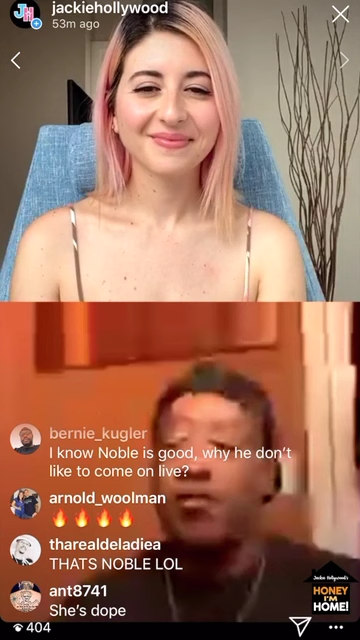 jackiehollywood
53m ago
bernie_kugler
I know Noble is good, why he don't
like to come on live?
arnold_woolman
🔥 🔥 🔥 🔥
tharealdeladiea
THATS NOBLE LOL
ant8741
She's dope
404
Jackie Hollywood's
HONEY
I'M
HOME!